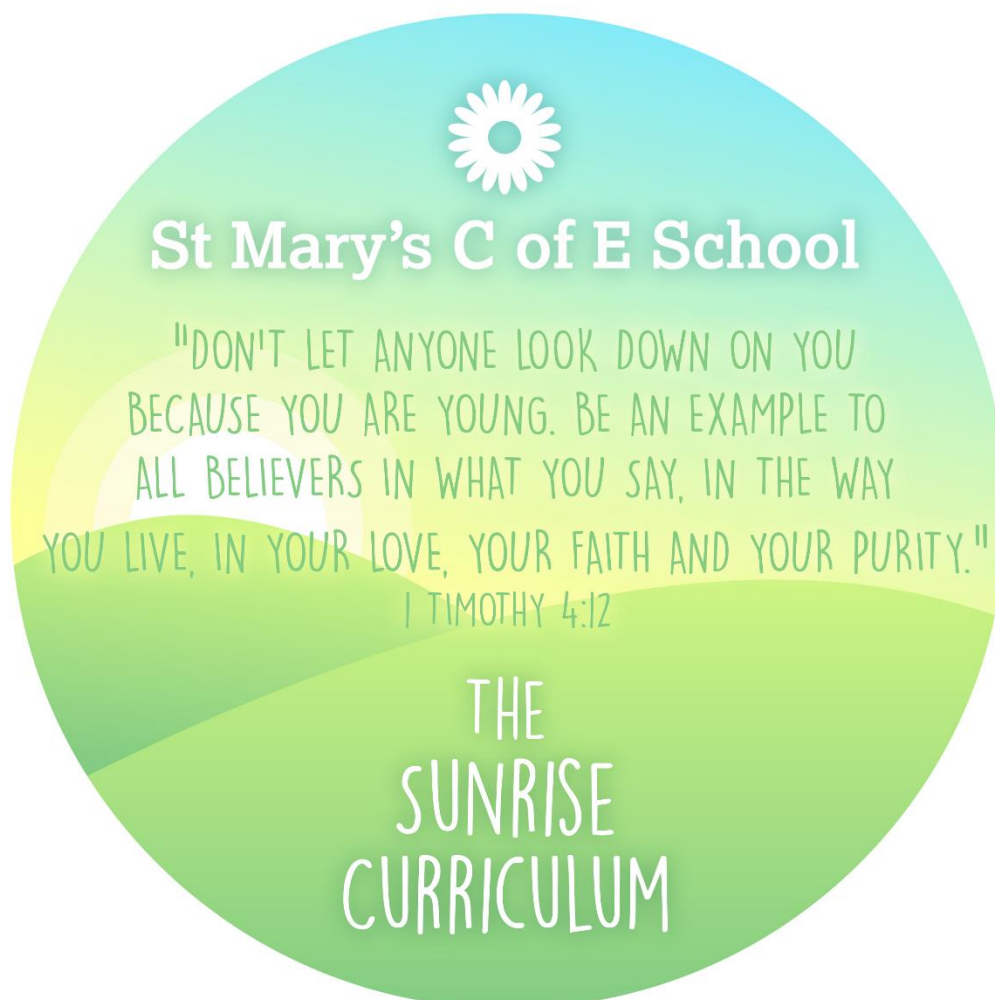 St Mary's C of E School
"DON'T LET ANYONE LOOK DOWN ON YOU
BECAUSE YOU ARE YOUNG. BE AN EXAMPLE TO
ALL BELIEVERS IN WHAT YOU SAY, IN THE WAY
YOU LIVE, IN YOUR LOVE, YOUR FAITH AND YOUR PURITY."
1 TIMOTHY 4:12
THE
SUNRISE
CURRICULUM